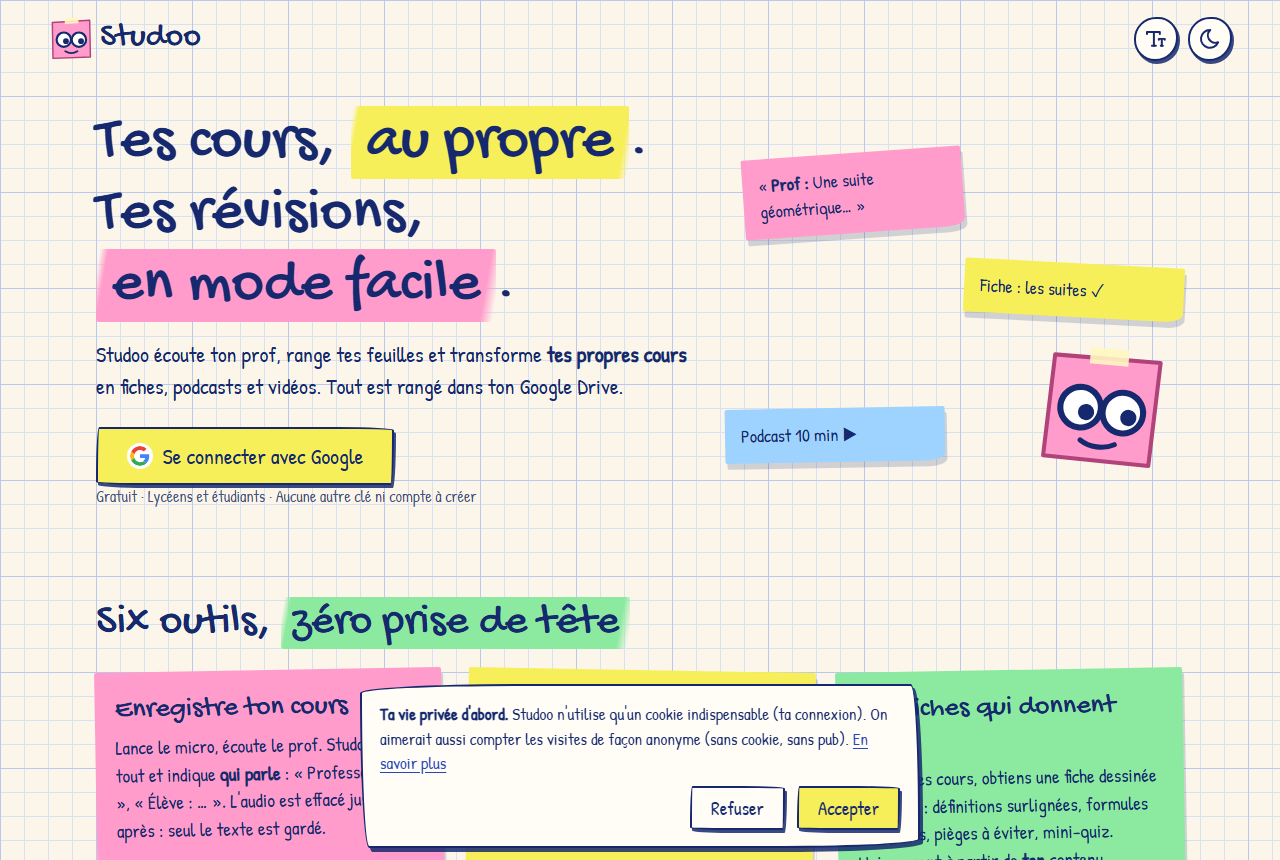 Studoo
Tт
Tes cours, au propre .
Tes révisions,
en mode facile .
« Prof : Une suite
géométrique… »
Fiche : les suites ✓
Studoo écoute ton prof, range tes feuilles et transforme tes propres cours
en fiches, podcasts et vidéos. Tout est rangé dans ton Google Drive.
Podcast 10 min ▶
Se connecter avec Google
Gratuit · Lycéens et étudiants · Aucune autre clé ni compte à créer
Six outils, zéro prise de tête
Enregistre ton cours
Lance le micro, écoute le prof.
tout et indique qui parle : «
», « Élève : … ». L'audio est effacé
après : seul le texte est gardé.
qui donnent
cours, obtiens une fiche dessinée
: définitions surlignées, formules
pièges à éviter, mini-quiz.
à partir de ton contenu
Ta vie privée d'abord. Studoo n'utilise qu'un cookie indispensable (ta connexion). On
aimerait aussi compter les visites de façon anonyme (sans cookie, sans pub). En
savoir plus
Refuser
Accepter